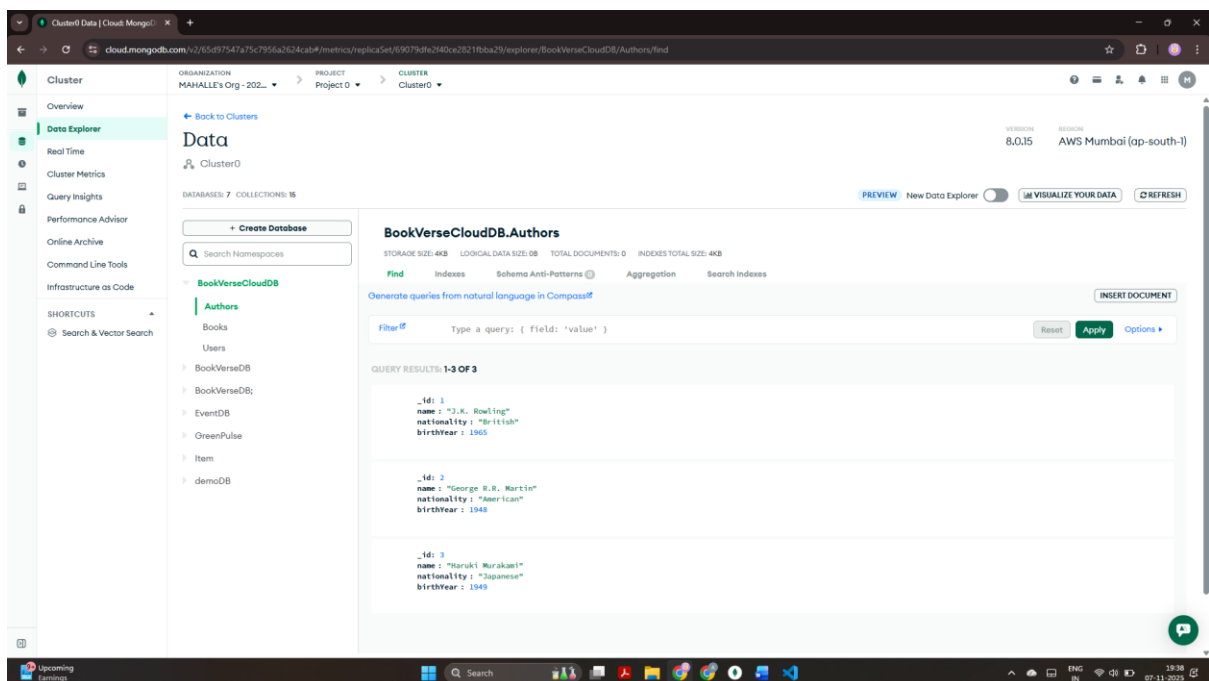 Cluster0 Data | Cloud: MongoD
cloud.mongodb.com/v2/65d97547a75c7956a2624cab#/metrics/replicaSet/69079dfe2f40ce2821fbba29/explorer/BookVerseCloudDB/Authors/find
Cluster
ORGANIZATION PROJECT CLUSTER
MAHALLE's Org - 202... Project 0 Cluster0
M
Overview
Data Explorer
Real Time
Cluster Metrics
Query Insights
Performance Advisor
Online Archive
Command Line Tools
Infrastructure as Code
SHORTCUTS
Search & Vector Search
Back to Clusters
Data
Cluster0
VERSION REGION
8.0.15 AWS Mumbai (ap-south-1)
DATABASES: 7 COLLECTIONS: 15
PREVIEW New Data Explorer VISUALIZE YOUR DATA REFRESH
+ Create Database
Search Namespaces
BookVerseCloudDB
Authors
Books
Users
BookVerseDB
BookVerseDB;
EventDB
GreenPulse
Item
demoDB
BookVerseCloudDB.Authors
STORAGE SIZE: 4KB LOGICAL DATA SIZE: 0B TOTAL DOCUMENTS: 0 INDEXES TOTAL SIZE: 4KB
Find Indexes Schema Anti-Patterns 0 Aggregation Search Indexes
Generate queries from natural language in Compass
INSERT DOCUMENT
Filter Type a query: { field: 'value' } Reset Apply Options
QUERY RESULTS: 1-3 OF 3
_id: 1
name : "J.K. Rowling"
nationality : "British"
birthYear : 1965
_id: 2
name : "George R.R. Martin"
nationality : "American"
birthYear : 1948
_id: 3
name : "Haruki Murakami"
nationality : "Japanese"
birthYear : 1949
9+
Upcoming
Earnings
Search
ENG
IN
19:38
07-11-2025